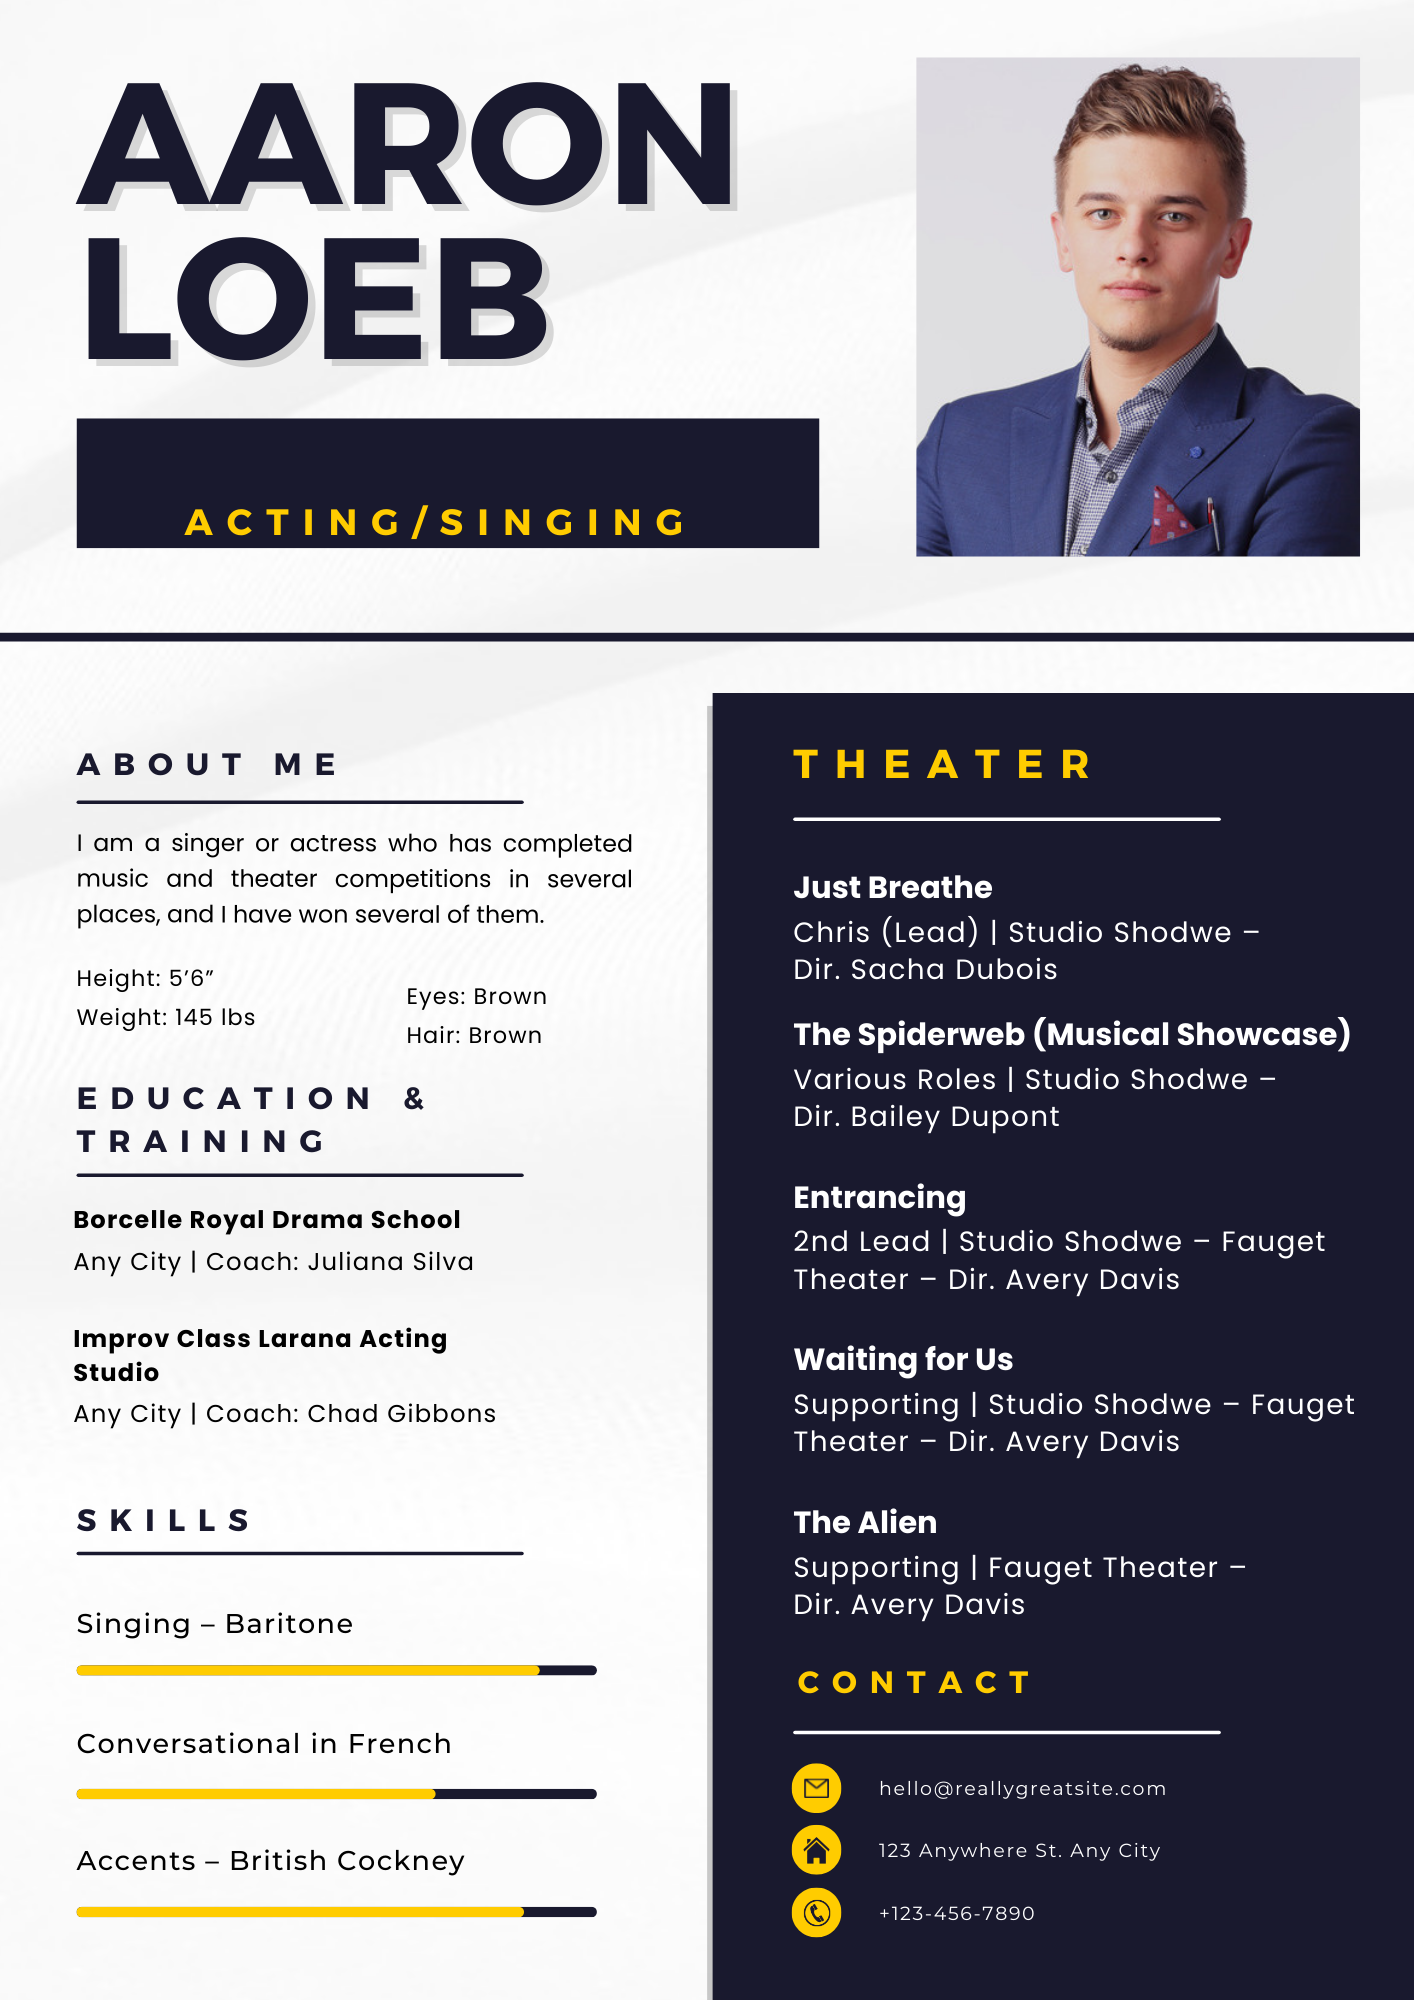 AARON
LOEB
ACTING/SINGING
ABOUT ME
I am a singer or actress who has completed
music and theater competitions in several
places, and I have won several of them.
Height: 5’6”
Weight: 145 lbs
Eyes: Brown
Hair: Brown
EDUCATION &
TRAINING
Borcelle Royal Drama School
Any City | Coach: Juliana Silva
Improv Class Larana Acting
Studio
Any City | Coach: Chad Gibbons
SKILLS
Singing – Baritone
Conversational in French
Accents – British Cockney
THEATER
Just Breathe
Chris (Lead) | Studio Shodwe –
Dir. Sacha Dubois
The Spiderweb (Musical Showcase)
Various Roles | Studio Shodwe –
Dir. Bailey Dupont
Entrancing
2nd Lead | Studio Shodwe – Fauget
Theater – Dir. Avery Davis
Waiting for Us
Supporting | Studio Shodwe – Fauget
Theater – Dir. Avery Davis
The Alien
Supporting | Fauget Theater –
Dir. Avery Davis
CONTACT
hello@reallygreatsite.com
123 Anywhere St. Any City
+123-456-7890